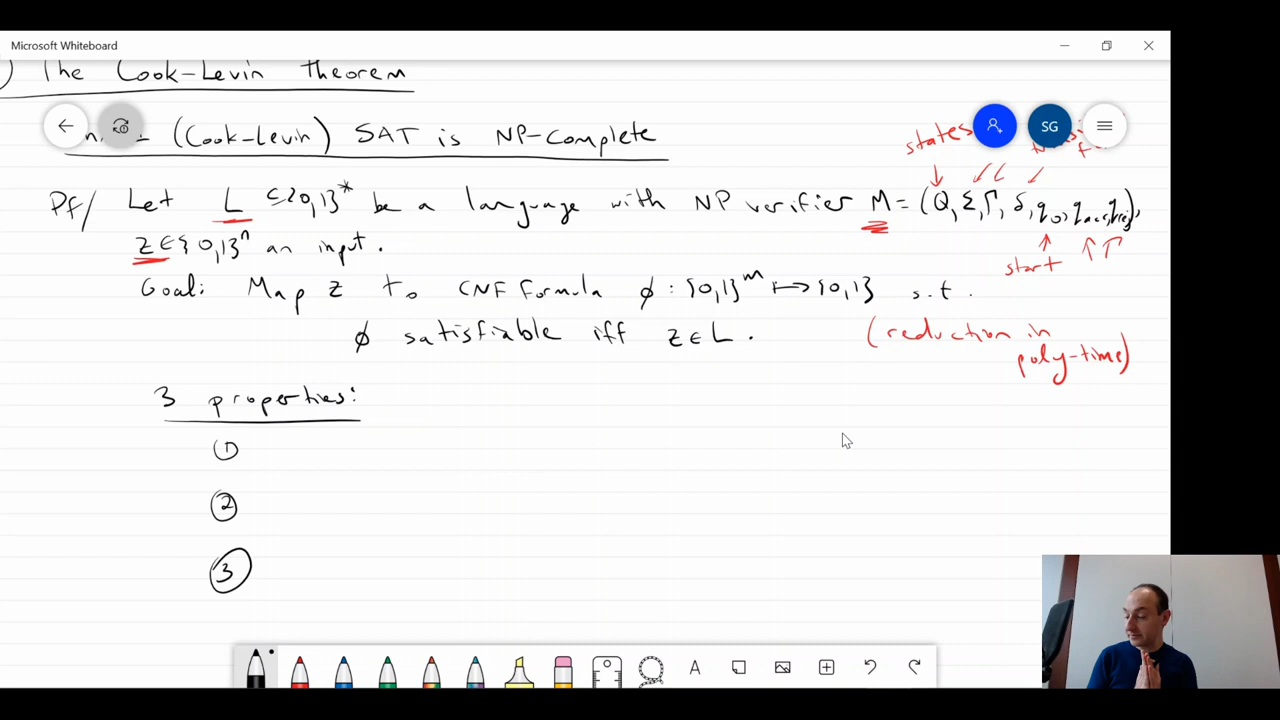 Microsoft Whiteboard
The Cook-Levin Theorem
(Cook-Levin) SAT is NP-Complete
SG
states
Pf/ Let L ⊆{0,1}* be a language with NP verifier M = (Q, Σ, Γ, δ, q₀, qacc, qrej),
z∈{0,1}ⁿ an input.
start
Goal: Map z to CNF formula ϕ : {0,1}ᵐ ↦ {0,1} s.t.
ϕ satisfiable iff z∈L.
(reduction in
poly-time)
3 properties:
①
②
③
A